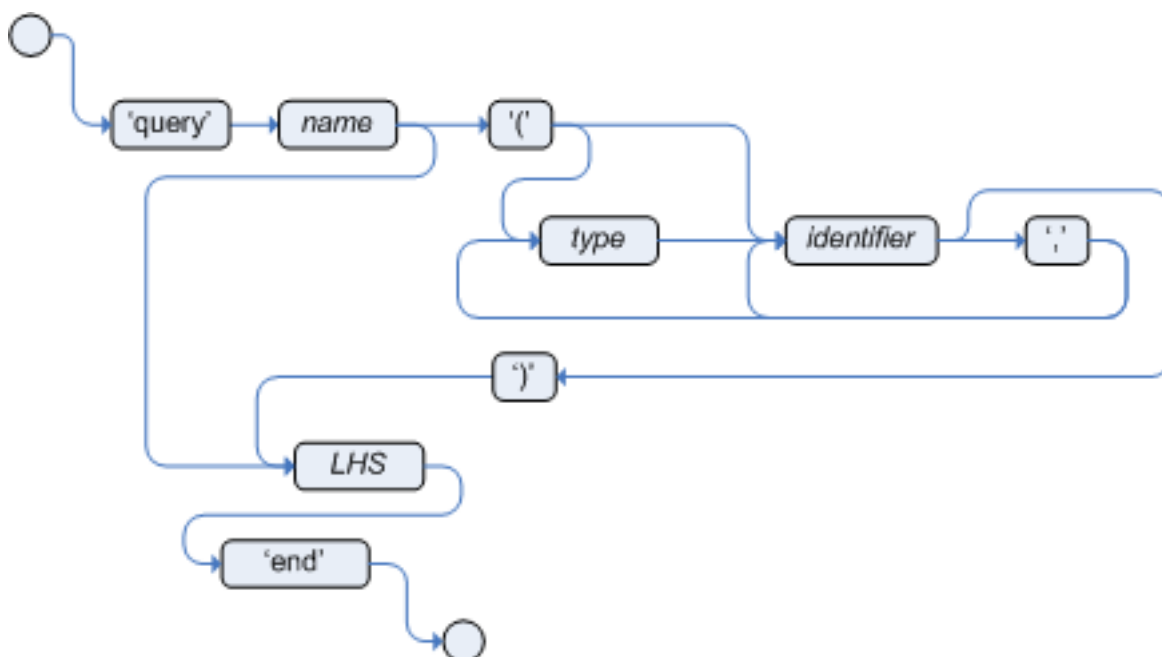 ‘query’ name '('
type identifier ‘,’
‘)’
LHS
‘end’